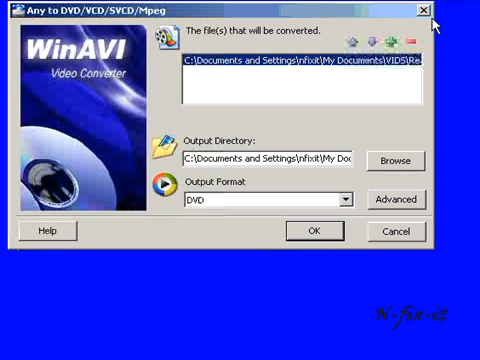 Any to DVD/VCD/SVCD/Mpeg
WinAVI
Video Converter
The file(s) that will be converted.
C:\Documents and Settings\nfixit\My Documents\VIDS\Re
Output Directory:
C:\Documents and Settings\nfixit\My Doc
Browse
Output Format
DVD
Advanced
Help
OK
Cancel
N-fix-it